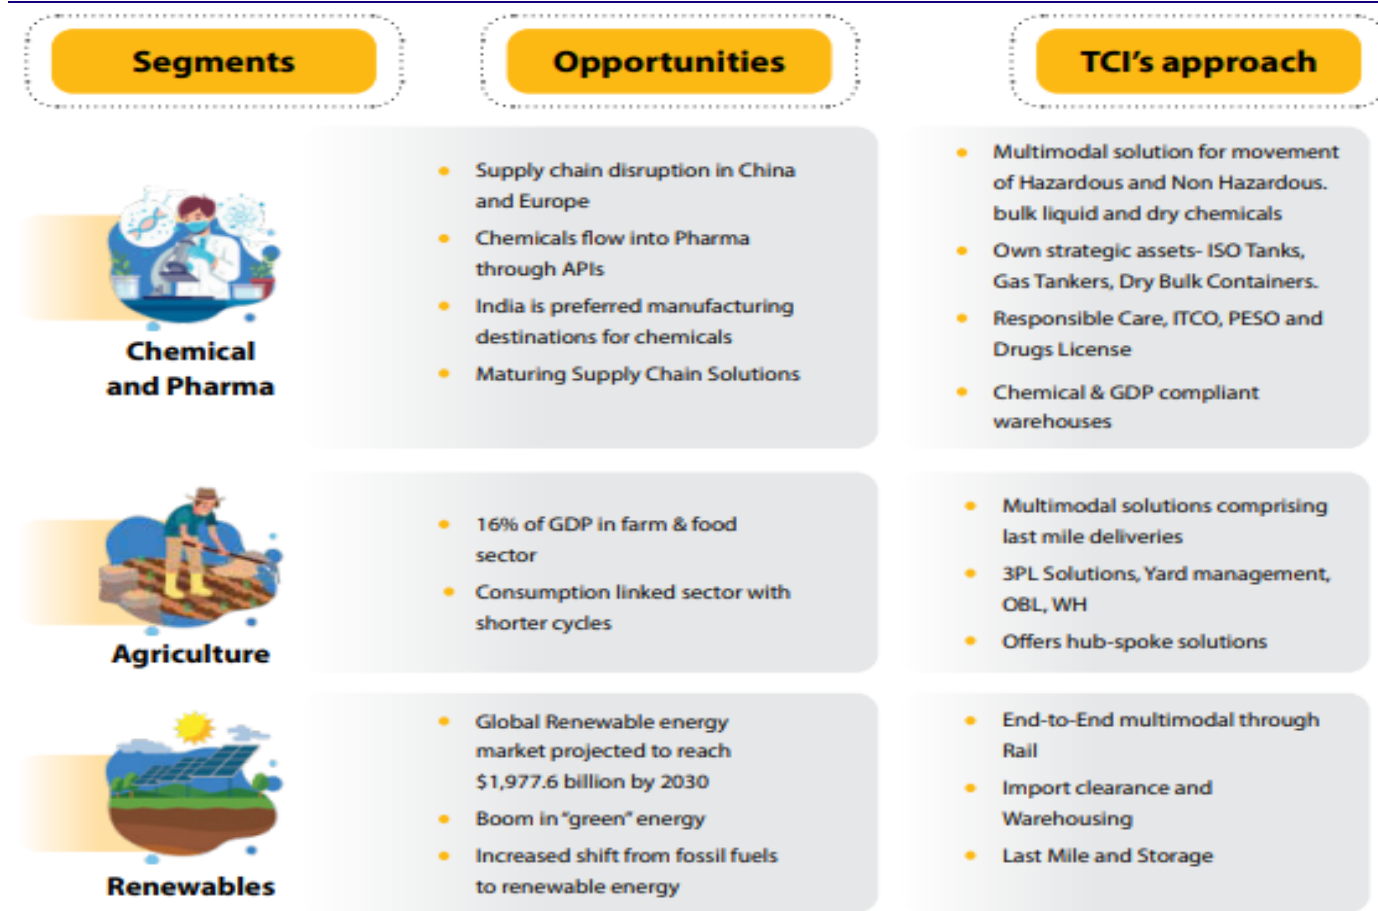 Segments
Opportunities
TCI's approach
Chemical
and Pharma
Supply chain disruption in China
and Europe
Chemicals flow into Pharma
through APIs
India is preferred manufacturing
destinations for chemicals
Maturing Supply Chain Solutions
Multimodal solution for movement
of Hazardous and Non Hazardous.
bulk liquid and dry chemicals
Own strategic assets- ISO Tanks,
Gas Tankers, Dry Bulk Containers.
Responsible Care, ITCO, PESO and
Drugs License
Chemical & GDP compliant
warehouses
Agriculture
16% of GDP in farm & food
sector
Consumption linked sector with
shorter cycles
Multimodal solutions comprising
last mile deliveries
3PL Solutions, Yard management,
OBL, WH
Offers hub-spoke solutions
Renewables
Global Renewable energy
market projected to reach
$1,977.6 billion by 2030
Boom in "green" energy
Increased shift from fossil fuels
to renewable energy
End-to-End multimodal through
Rail
Import clearance and
Warehousing
Last Mile and Storage